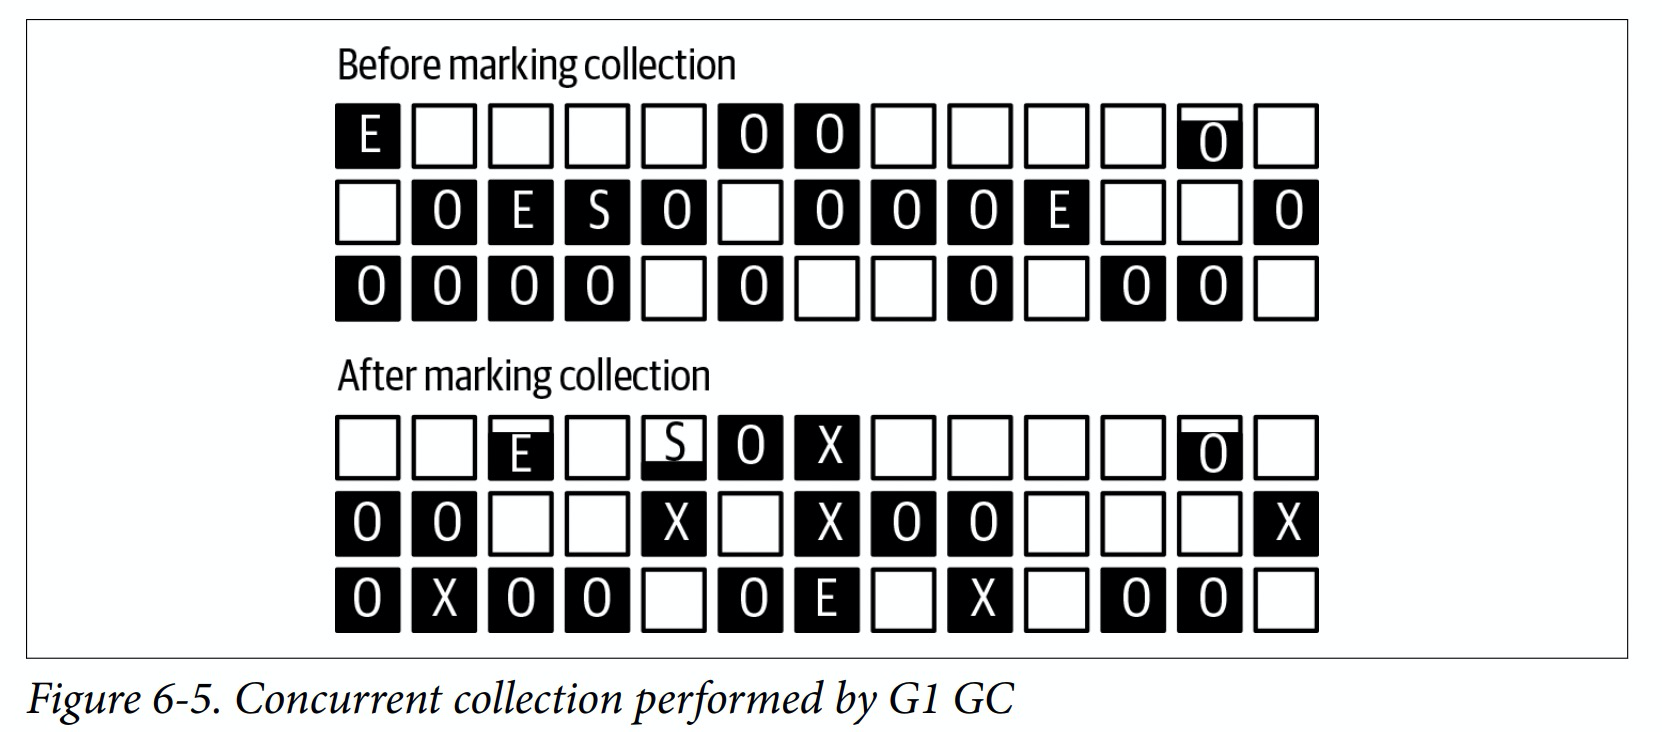 Before marking collection
E O O O
O E S O O O O E O
O O O O O O O O
After marking collection
E S O X O
O O X X O O X
O X O O O E X O O
Figure 6-5. Concurrent collection performed by G1 GC